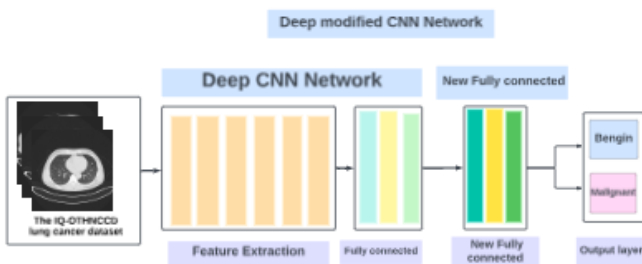 Deep modified CNN Network
Deep CNN Network
New Fully connected
The IQ-OTHNCCD
lung cancer dataset
Bengin
Malignant
Feature Extraction
Fully connected
New Fully
connected
Output layer